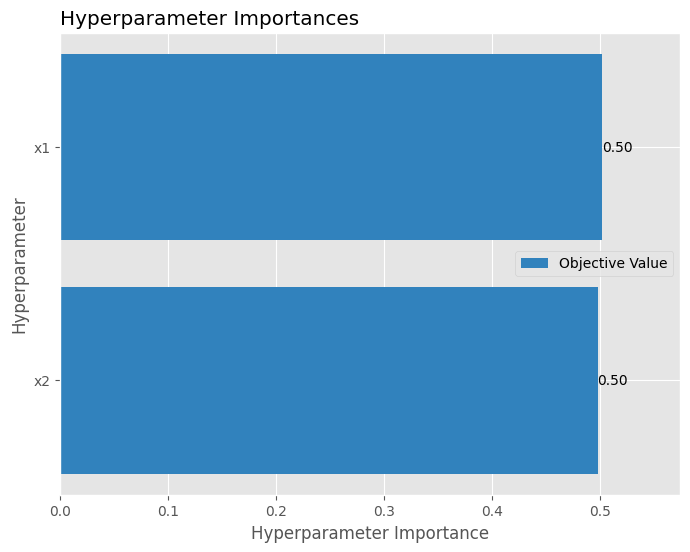 Hyperparameter Importances
Hyperparameter
x1
0.50
Objective Value
x2
0.50
0.0 0.1 0.2 0.3 0.4 0.5
Hyperparameter Importance